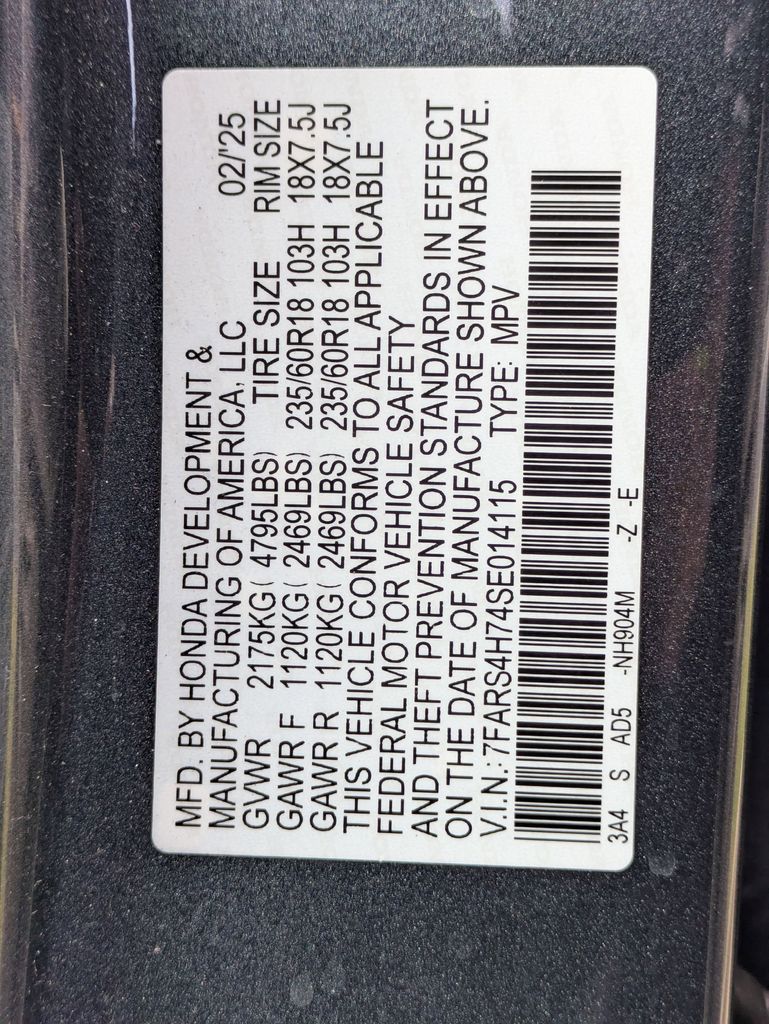 MFD. BY HONDA DEVELOPMENT &
MANUFACTURING OF AMERICA, LLC 02/'25
GVWR 2175KG( 4795LBS) TIRE SIZE RIM SIZE
GAWR F 1120KG( 2469LBS) 235/60R18 103H 18X7.5J
GAWR R 1120KG( 2469LBS) 235/60R18 103H 18X7.5J
THIS VEHICLE CONFORMS TO ALL APPLICABLE
FEDERAL MOTOR VEHICLE SAFETY
AND THEFT PREVENTION STANDARDS IN EFFECT
ON THE DATE OF MANUFACTURE SHOWN ABOVE.
V.I.N.: 7FARS4H74SE014115 TYPE: MPV
3A4 S AD5 -NH904M -Z -E